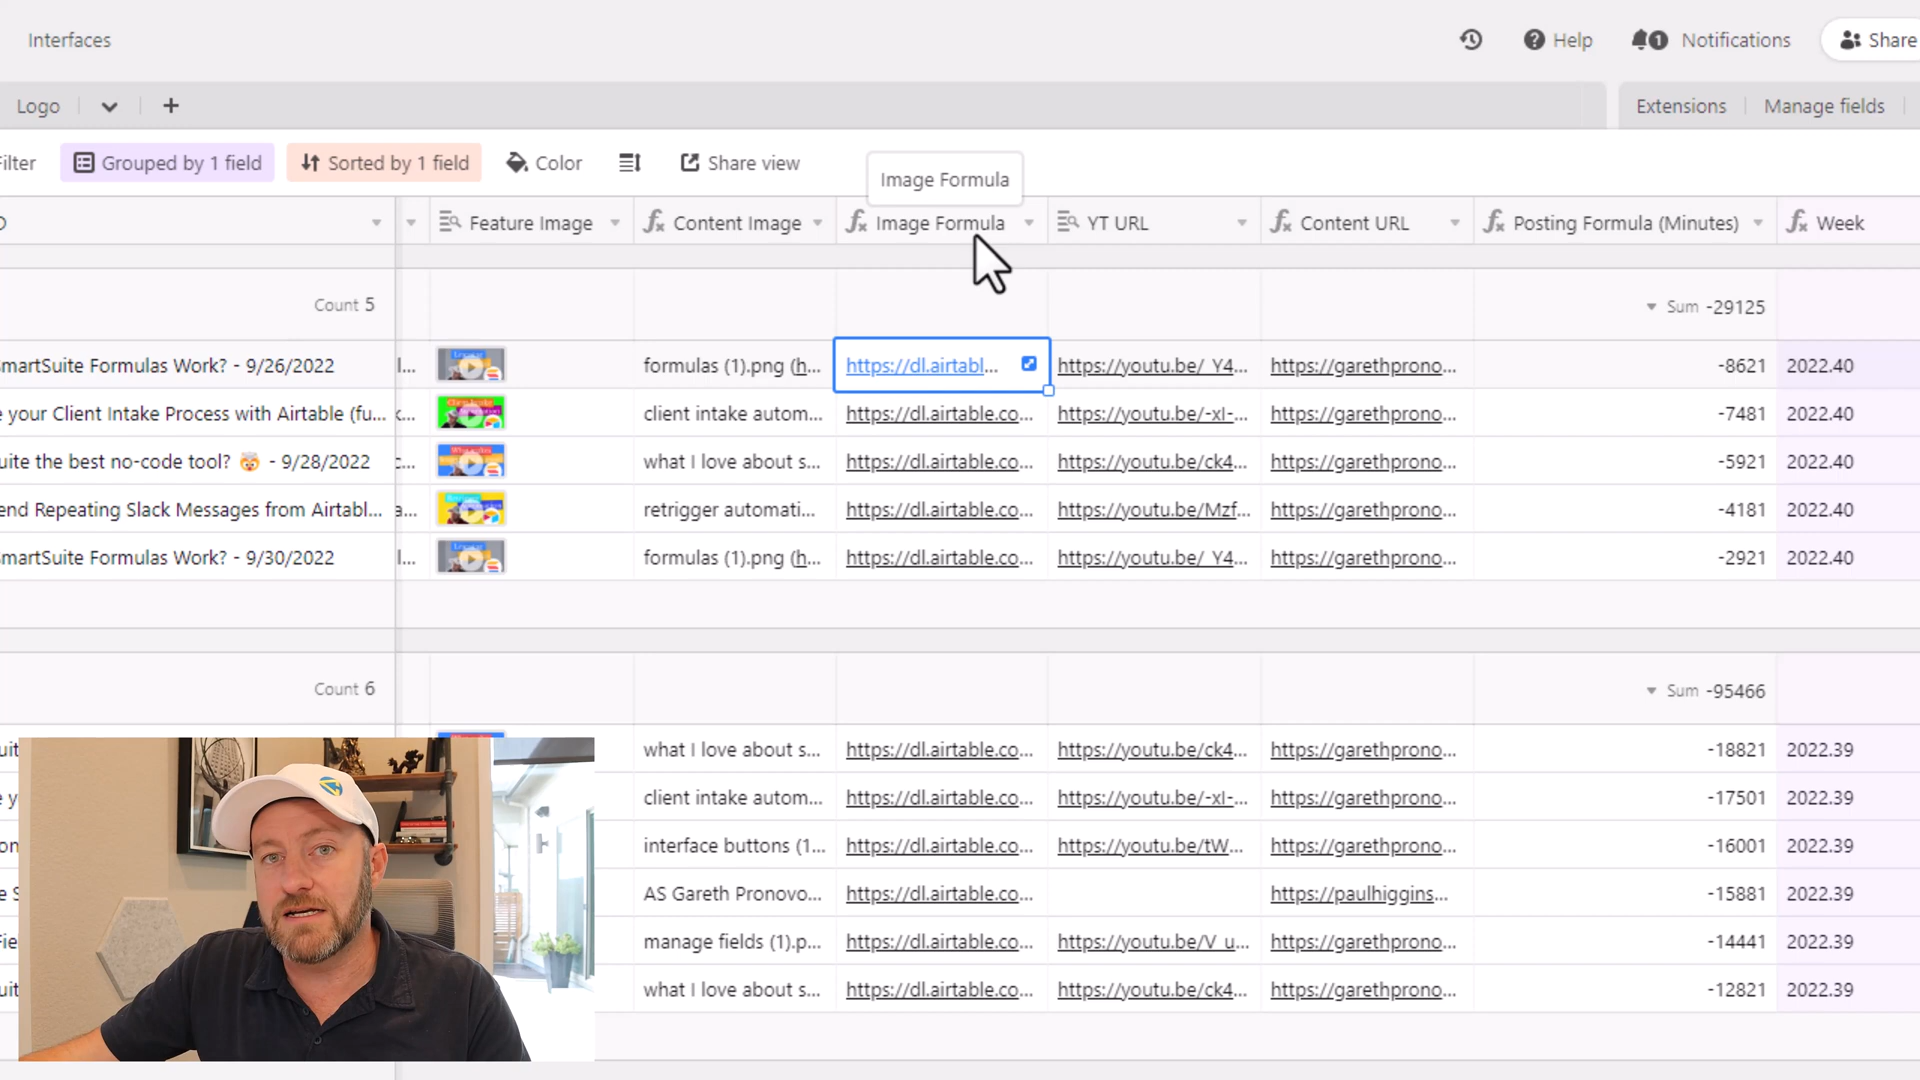 Interfaces
Help
1 Notifications
Share
Logo
Extensions
Manage fields
Filter
Grouped by 1 field
Sorted by 1 field
Color
Share view
Image Formula
Feature Image
Content Image
Image Formula
YT URL
Content URL
Posting Formula (Minutes)
Week
Count 5
Sum -29125
martSuite Formulas Work? - 9/26/2022 l... formulas (1).png (h... https://dl.airtabl... https://youtu.be/_Y4... https://garethprono... -8621 2022.40
e your Client Intake Process with Airtable (fu... k... client intake autom... https://dl.airtable.co... https://youtu.be/-xI-... https://garethprono... -7481 2022.40
uite the best no-code tool? 🤯 - 9/28/2022 c... what I love about s... https://dl.airtable.co... https://youtu.be/ck4... https://garethprono... -5921 2022.40
end Repeating Slack Messages from Airtabl... a... retrigger automati... https://dl.airtable.co... https://youtu.be/Mzf... https://garethprono... -4181 2022.40
martSuite Formulas Work? - 9/30/2022 l... formulas (1).png (h... https://dl.airtable.co... https://youtu.be/_Y4... https://garethprono... -2921 2022.40
Count 6
Sum -95466
uit what I love about s... https://dl.airtable.co... https://youtu.be/ck4... https://garethprono... -18821 2022.39
e y client intake autom... https://dl.airtable.co... https://youtu.be/-xI-... https://garethprono... -17501 2022.39
on interface buttons (1... https://dl.airtable.co... https://youtu.be/tW... https://garethprono... -16001 2022.39
e S AS Gareth Pronovo... https://dl.airtable.co... https://paulhiggins... -15881 2022.39
Fie manage fields (1).p... https://dl.airtable.co... https://youtu.be/V_u... https://garethprono... -14441 2022.39
uit what I love about s... https://dl.airtable.co... https://youtu.be/ck4... https://garethprono... -12821 2022.39